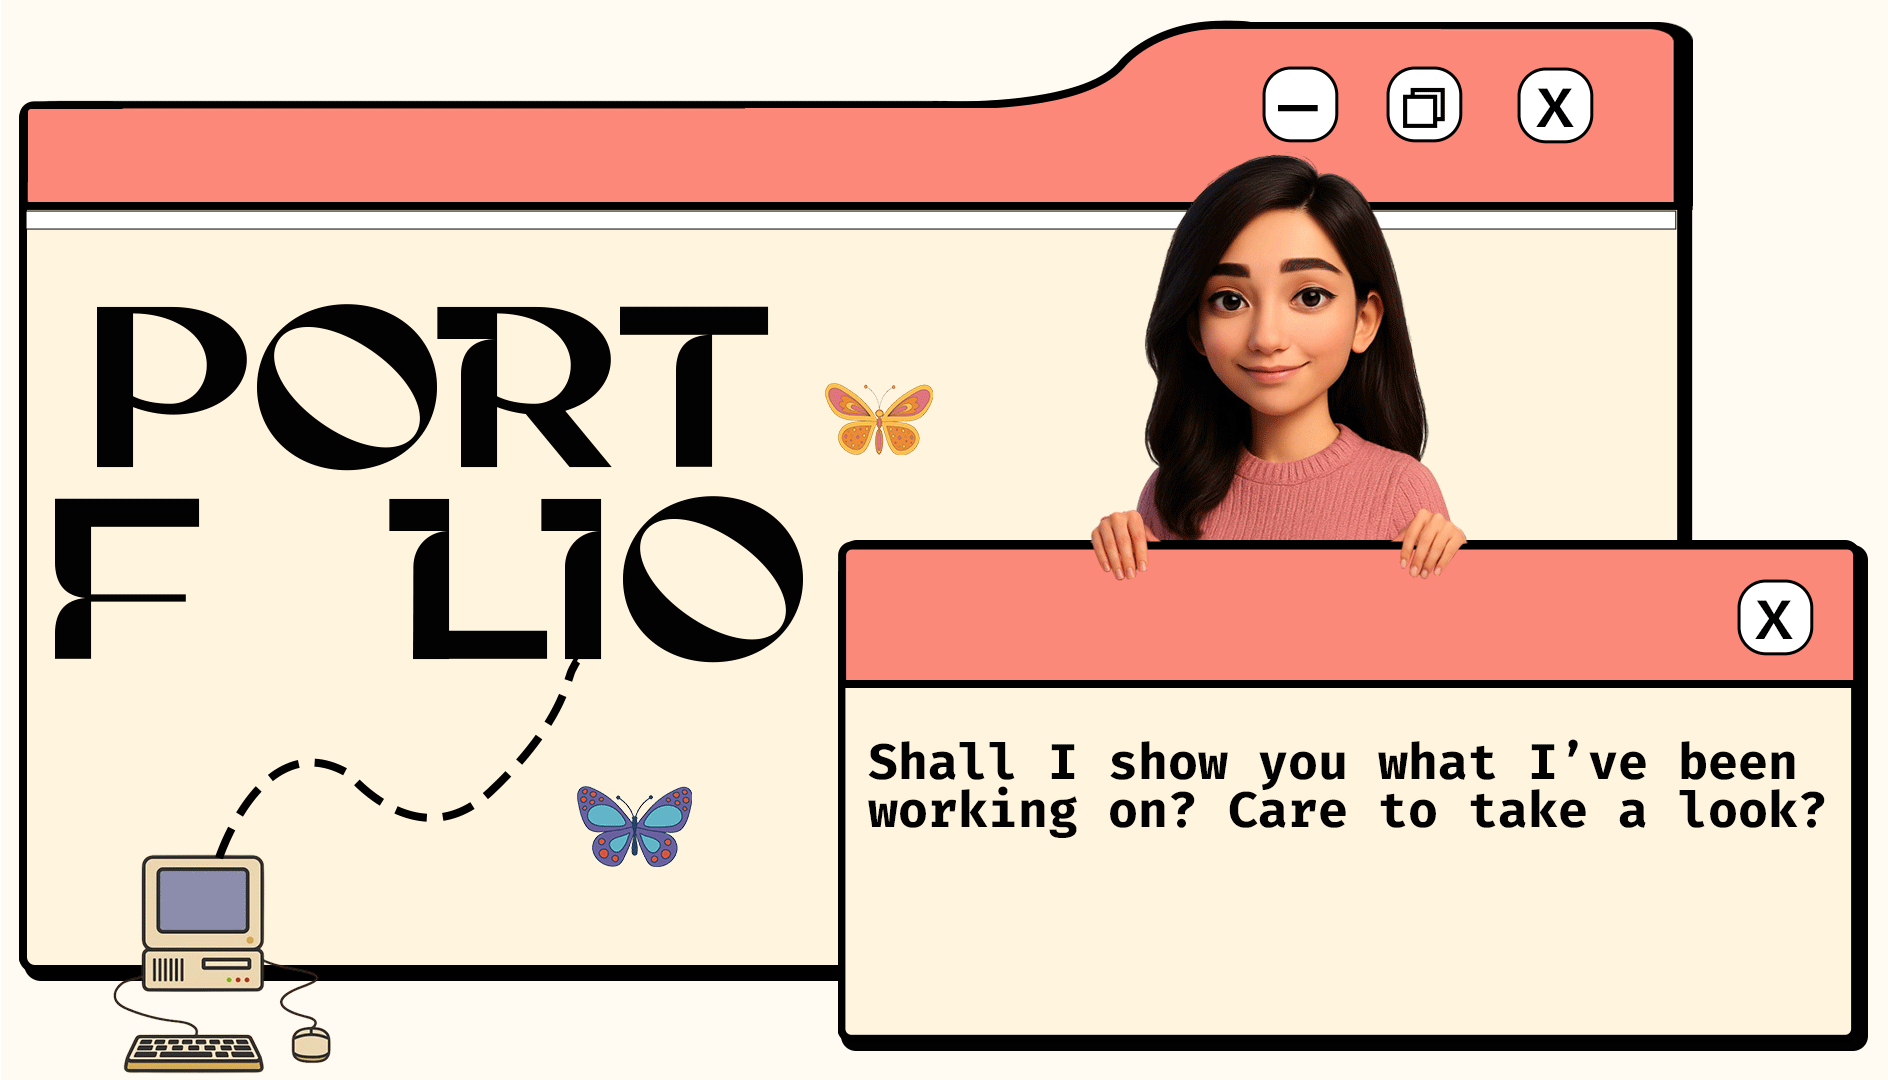 X
PORT
F LIO
X
Shall I show you what I’ve been
working on? Care to take a look?